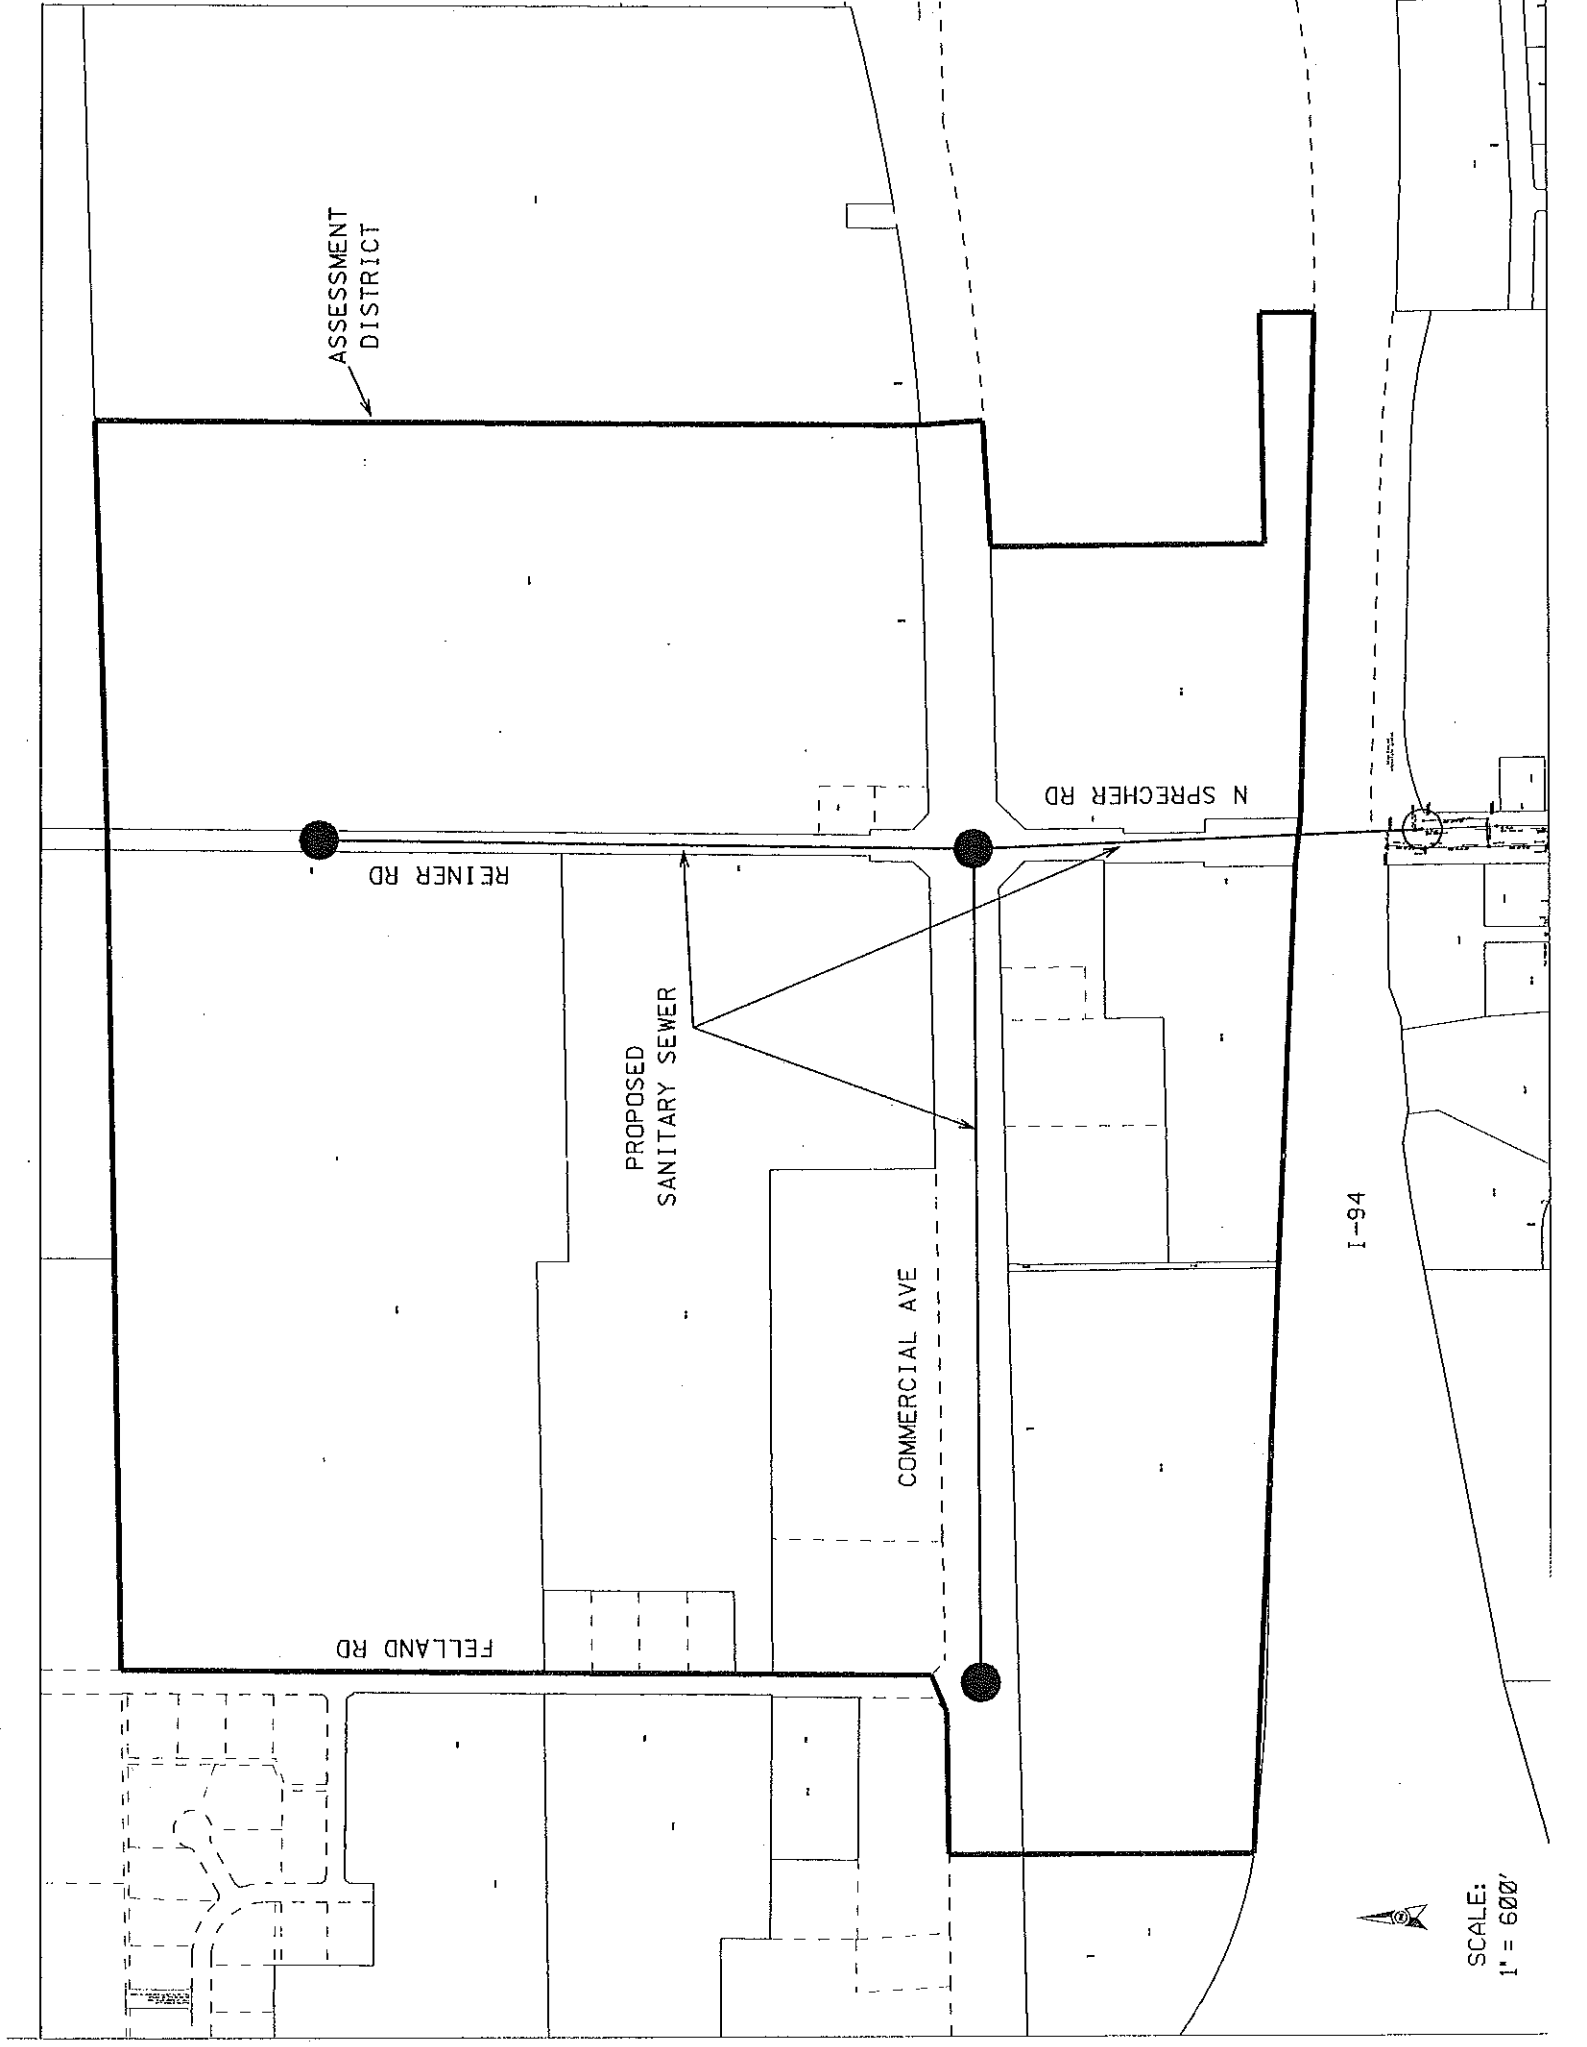 ASSESSMENT
DISTRICT
REINER RD
N SPRECHER RD
PROPOSED
SANITARY SEWER
COMMERCIAL AVE
FELLAND RD
I-94
SCALE:
1" = 600'